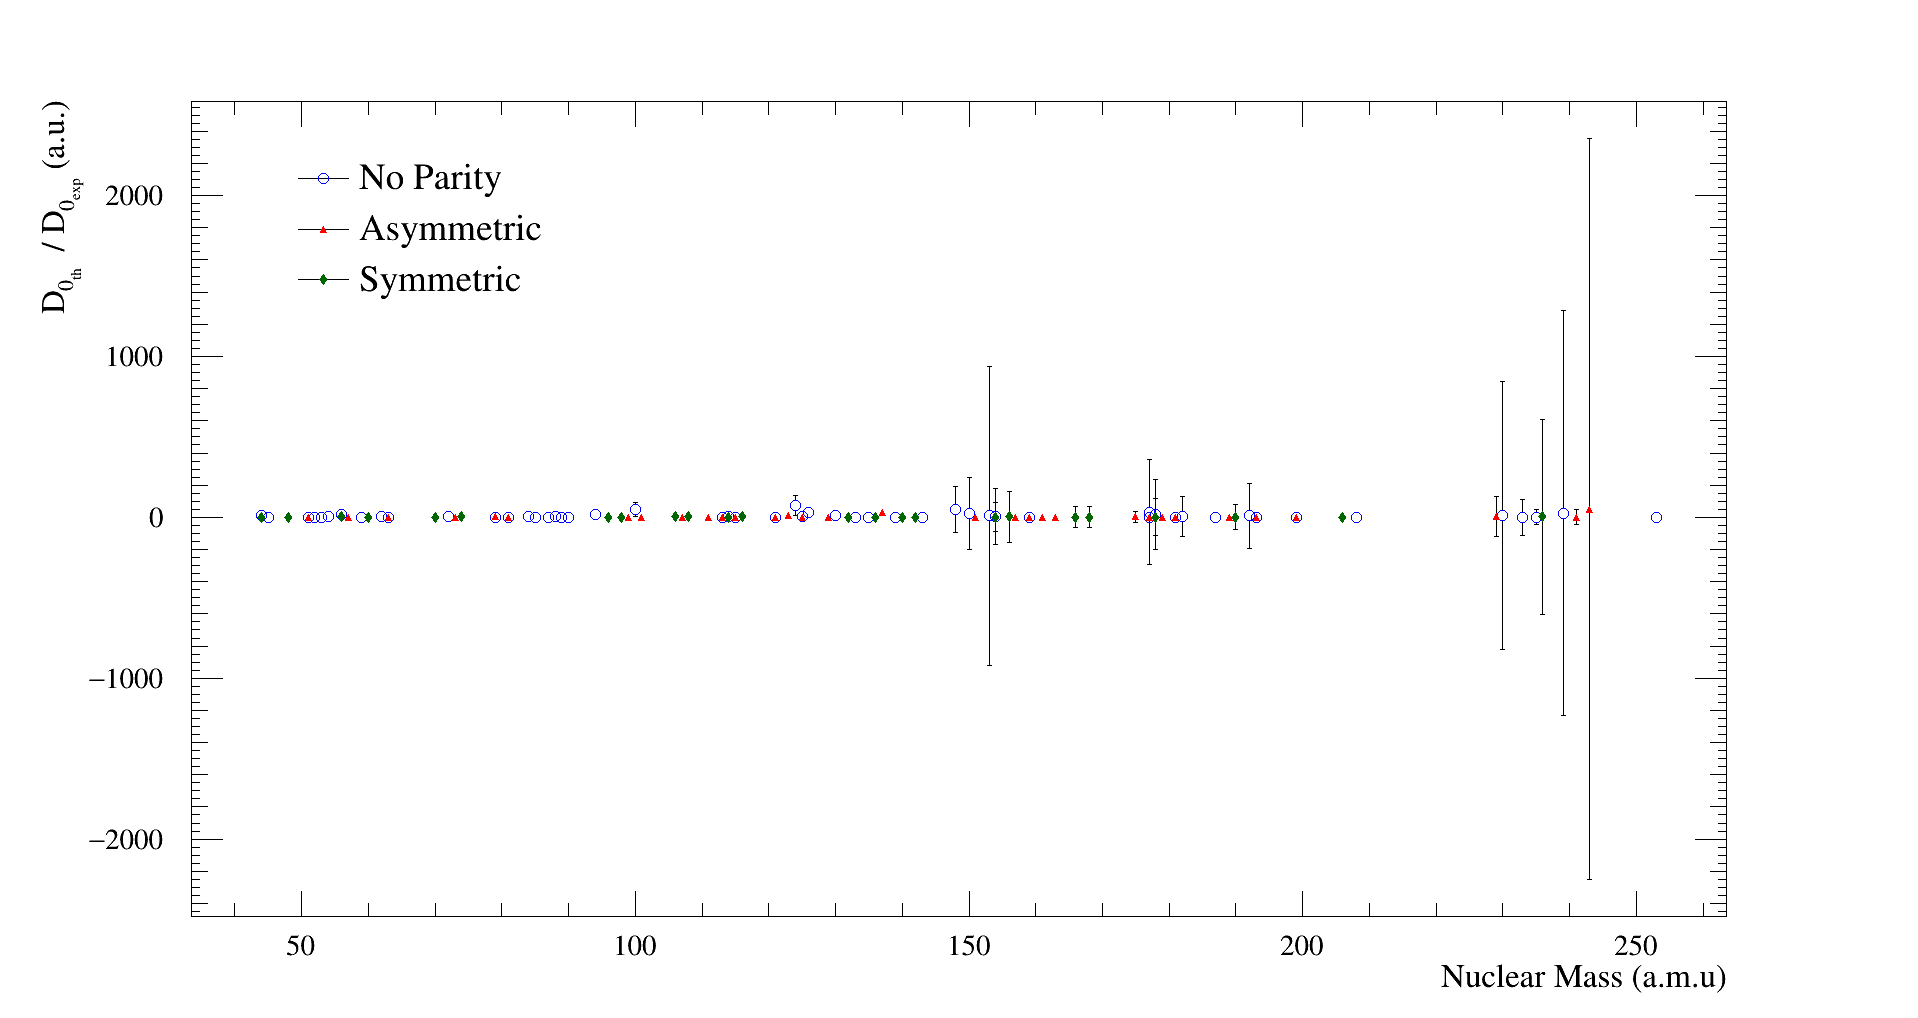 D0th / D0exp (a.u.)
No Parity
Asymmetric
Symmetric
2000
1000
0
−1000
−2000
50 100 150 200 250
Nuclear Mass (a.m.u)